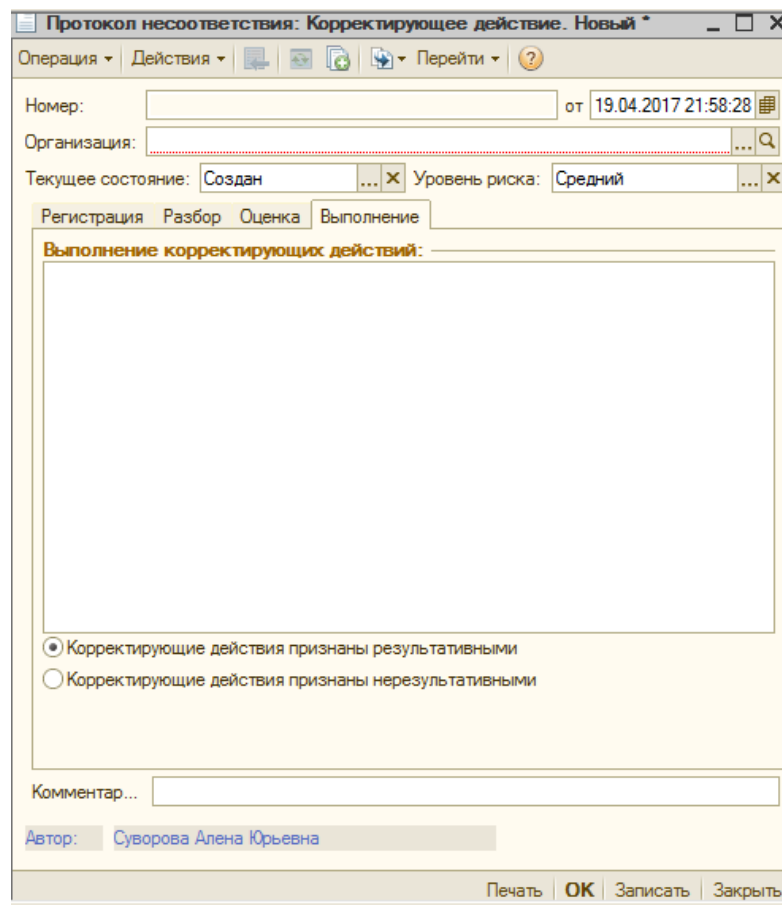 Протокол несоответствия: Корректирующее действие. Новый *
Операция Действия Перейти ?
Номер: от 19.04.2017 21:58:28
Организация: ...
Текущее состояние: Создан ... Уровень риска: Средний ...
Регистрация Разбор Оценка Выполнение
Выполнение корректирующих действий:
Корректирующие действия признаны результативными
Корректирующие действия признаны нерезультативными
Комментар...
Автор: Суворова Алена Юрьевна
Печать ОК Записать Закрыть